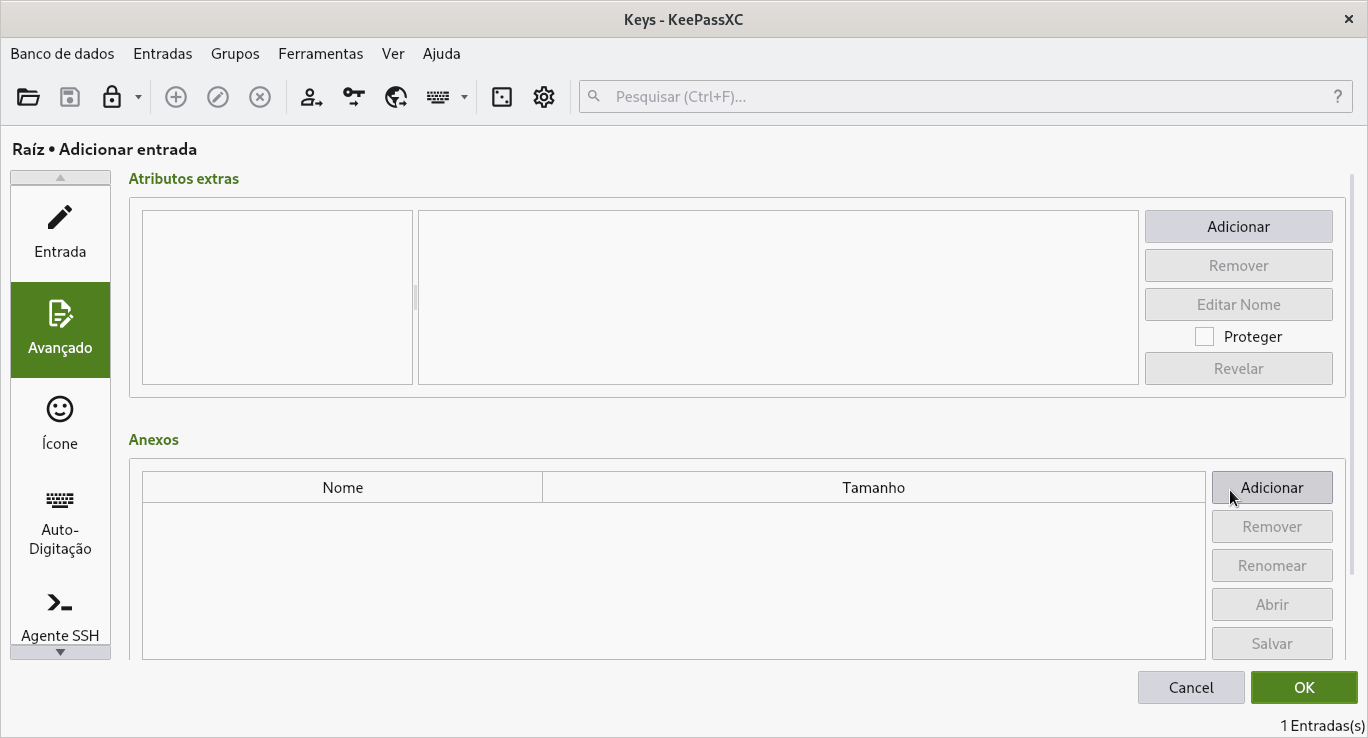 Keys - KeePassXC
Banco de dados Entradas Grupos Ferramentas Ver Ajuda
Pesquisar (Ctrl+F)... ?
Raíz • Adicionar entrada
Entrada
Avançado
Ícone
Auto-
Digitação
Agente SSH
Atributos extras
Adicionar
Remover
Editar Nome
Proteger
Revelar
Anexos
Nome Tamanho
Adicionar
Remover
Renomear
Abrir
Salvar
Cancel OK
1 Entradas(s)